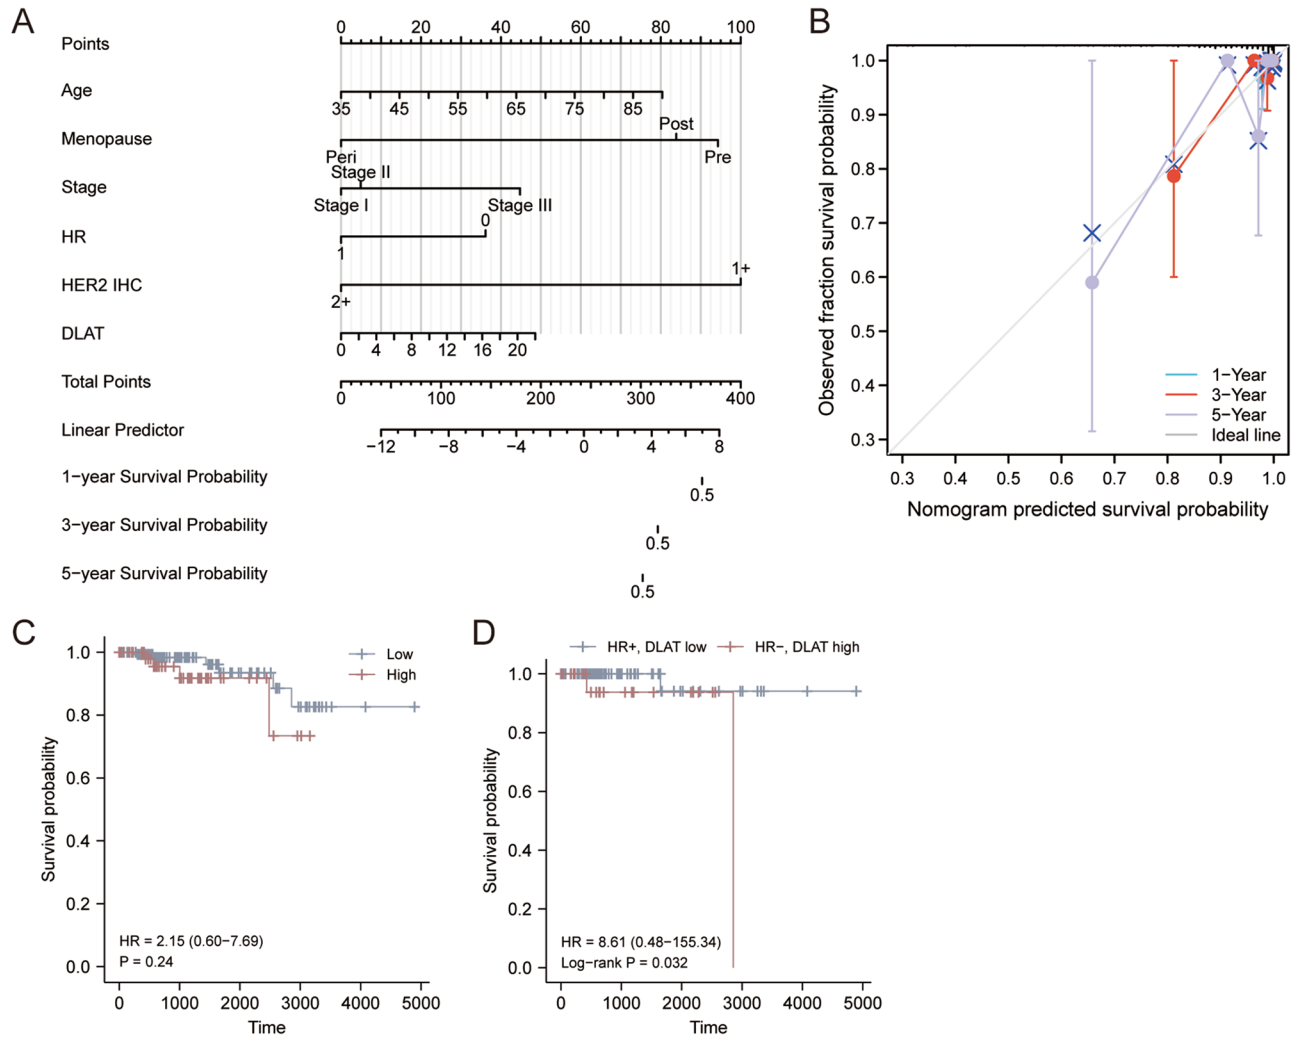 A
Points
0 20 40 60 80 100
Age
35 45 55 65 75 85
Menopause
Post
Peri Pre
Stage
Stage II
Stage I Stage III
HR
0
1
HER2 IHC
1+
2+
DLAT
0 4 8 12 16 20
Total Points
0 100 200 300 400
Linear Predictor
−12 −8 −4 0 4 8
1−year Survival Probability
0.5
3−year Survival Probability
0.5
5−year Survival Probability
0.5
B
Observed fraction survival probability
1.0
0.9
0.8
0.7
0.6
0.5
0.4
0.3
1−Year
3−Year
5−Year
Ideal line
0.3 0.4 0.5 0.6 0.7 0.8 0.9 1.0
Nomogram predicted survival probability
C
Low
High
Survival probability
1.0
0.8
0.6
0.4
0.2
0.0
HR = 2.15 (0.60−7.69)
P = 0.24
0 1000 2000 3000 4000 5000
Time
D
HR+, DLAT low HR−, DLAT high
Survival probability
1.0
0.8
0.6
0.4
0.2
0.0
HR = 8.61 (0.48−155.34)
Log−rank P = 0.032
0 1000 2000 3000 4000 5000
Time